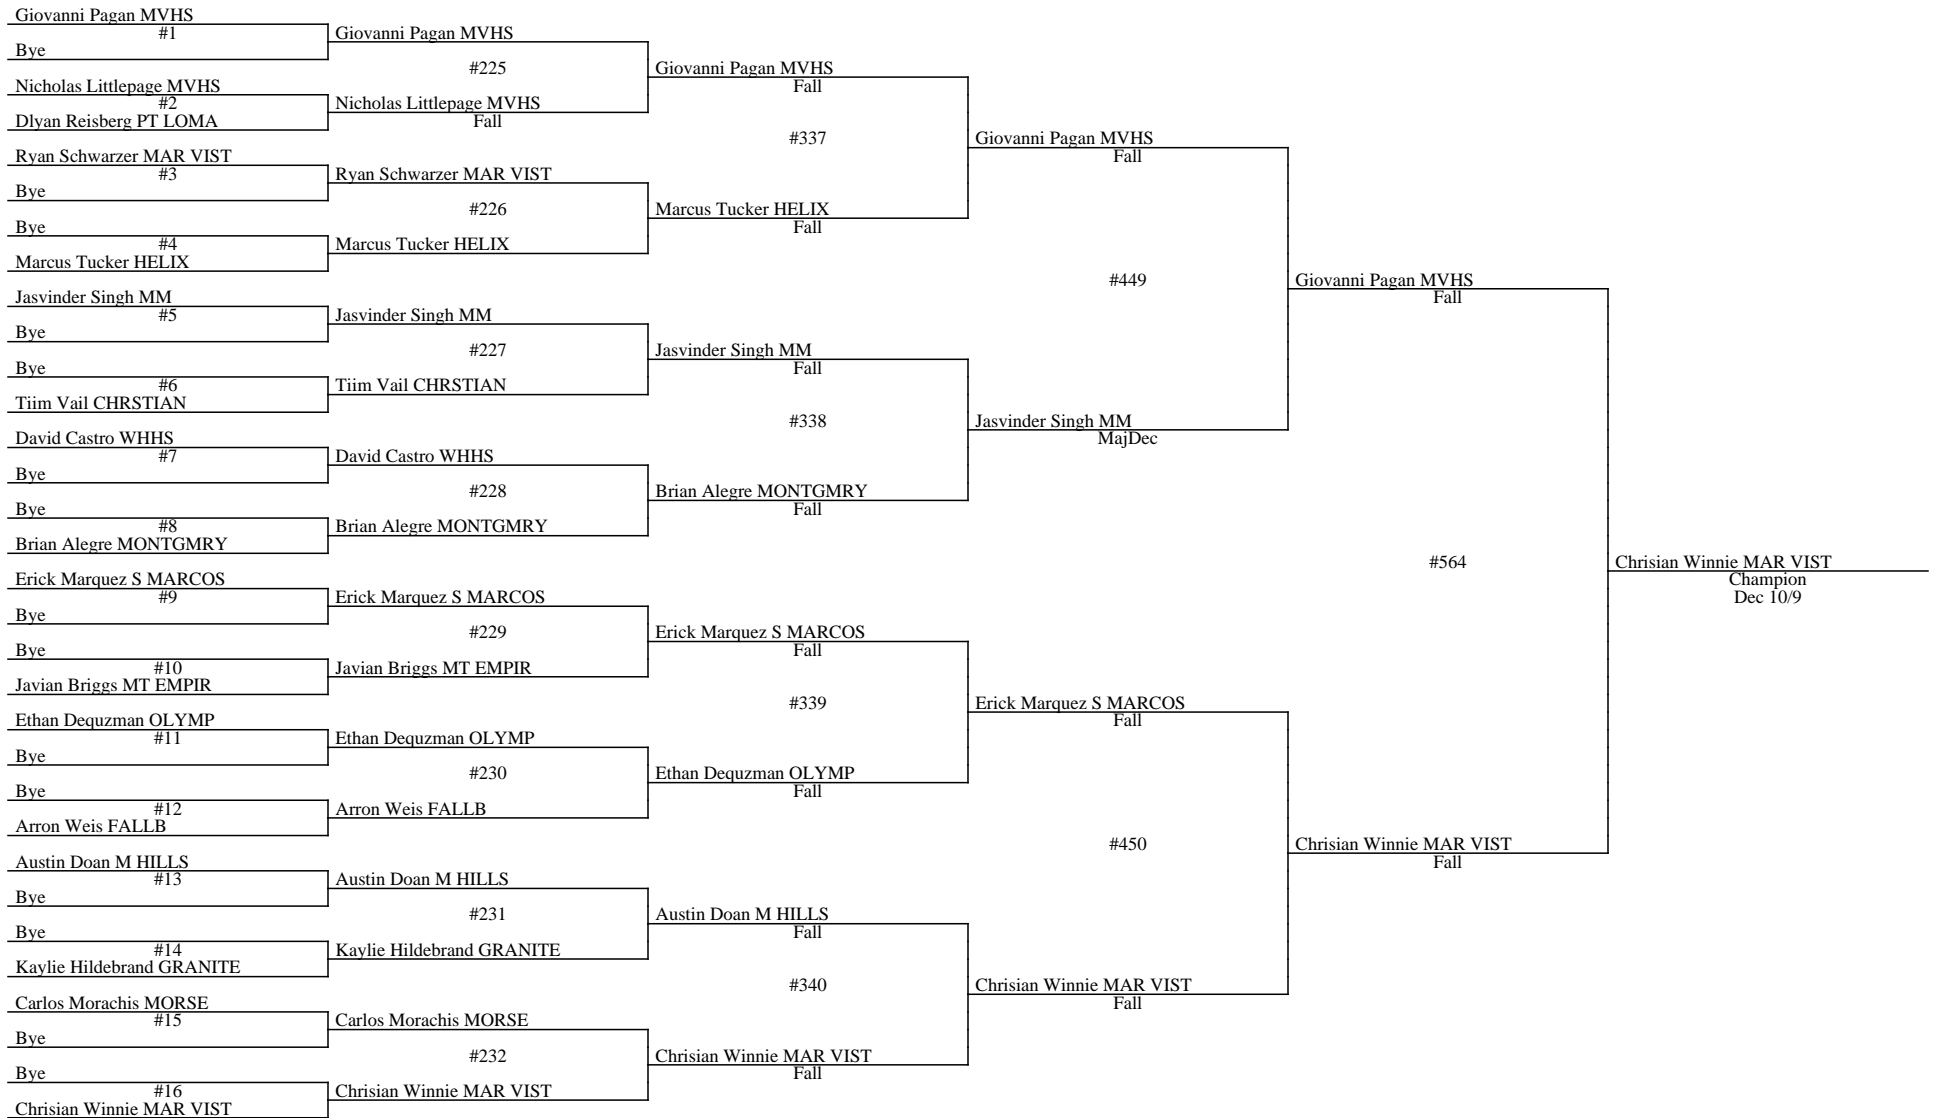 Giovanni Pagan MVHS
#1
Bye
Nicholas Littlepage MVHS
#2
Dlyan Reisberg PT LOMA
Ryan Schwarzer MAR VIST
#3
Bye
Bye
#4
Marcus Tucker HELIX
Jasvinder Singh MM
#5
Bye
Bye
#6
Tiim Vail CHRSTIAN
David Castro WHHS
#7
Bye
Bye
#8
Brian Alegre MONTGMRY
Erick Marquez S MARCOS
#9
Bye
Bye
#10
Javian Briggs MT EMPIR
Ethan Dequzman OLYMP
#11
Bye
Bye
#12
Arron Weis FALLB
Austin Doan M HILLS
#13
Bye
Bye
#14
Kaylie Hildebrand GRANITE
Carlos Morachis MORSE
#15
Bye
Bye
#16
Chrisian Winnie MAR VIST
Giovanni Pagan MVHS
#225
Nicholas Littlepage MVHS
Fall
Ryan Schwarzer MAR VIST
#226
Marcus Tucker HELIX
Jasvinder Singh MM
#227
Tiim Vail CHRSTIAN
David Castro WHHS
#228
Brian Alegre MONTGMRY
Erick Marquez S MARCOS
#229
Javian Briggs MT EMPIR
Ethan Dequzman OLYMP
#230
Arron Weis FALLB
Austin Doan M HILLS
#231
Kaylie Hildebrand GRANITE
Carlos Morachis MORSE
#232
Chrisian Winnie MAR VIST
Giovanni Pagan MVHS
Fall
#337
Marcus Tucker HELIX
Fall
Jasvinder Singh MM
Fall
#338
Brian Alegre MONTGMRY
Fall
Erick Marquez S MARCOS
Fall
#339
Ethan Dequzman OLYMP
Fall
Austin Doan M HILLS
Fall
#340
Chrisian Winnie MAR VIST
Fall
Giovanni Pagan MVHS
Fall
#449
Jasvinder Singh MM
MajDec
Erick Marquez S MARCOS
Fall
#450
Chrisian Winnie MAR VIST
Fall
Giovanni Pagan MVHS
Fall
#564
Chrisian Winnie MAR VIST
Fall
Chrisian Winnie MAR VIST
Champion
Dec 10/9